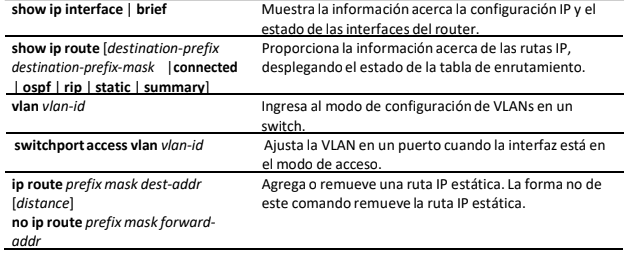 show ip interface | brief
Muestra la información acerca la configuración IP y el
estado de las interfaces del router.
show ip route [destination-prefix
destination-prefix-mask |connected
| ospf | rip | static | summary]
Proporciona la información acerca de las rutas IP,
desplegando el estado de la tabla de enrutamiento.
vlan vlan-id
Ingresa al modo de configuración de VLANs en un
switch.
switchport access vlan vlan-id
Ajusta la VLAN en un puerto cuando la interfaz está en
el modo de acceso.
ip route prefix mask dest-addr
[distance]
no ip route prefix mask forward-
addr
Agrega o remueve una ruta IP estática. La forma no de
este comando remueve la ruta IP estática.